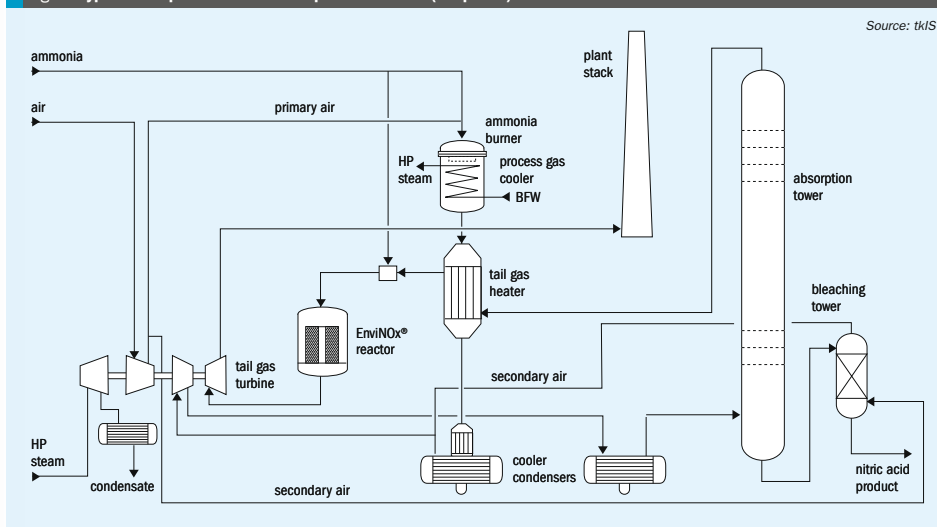 Source: tkIS
ammonia
plant
stack
air
primary air
ammonia
burner
HP
steam
process gas
cooler
BFW
absorption
tower
tail gas
heater
bleaching
tower
EnviNOx®
reactor
tail gas
turbine
secondary air
HP
steam
condensate
cooler
condensers
nitric acid
product
secondary air